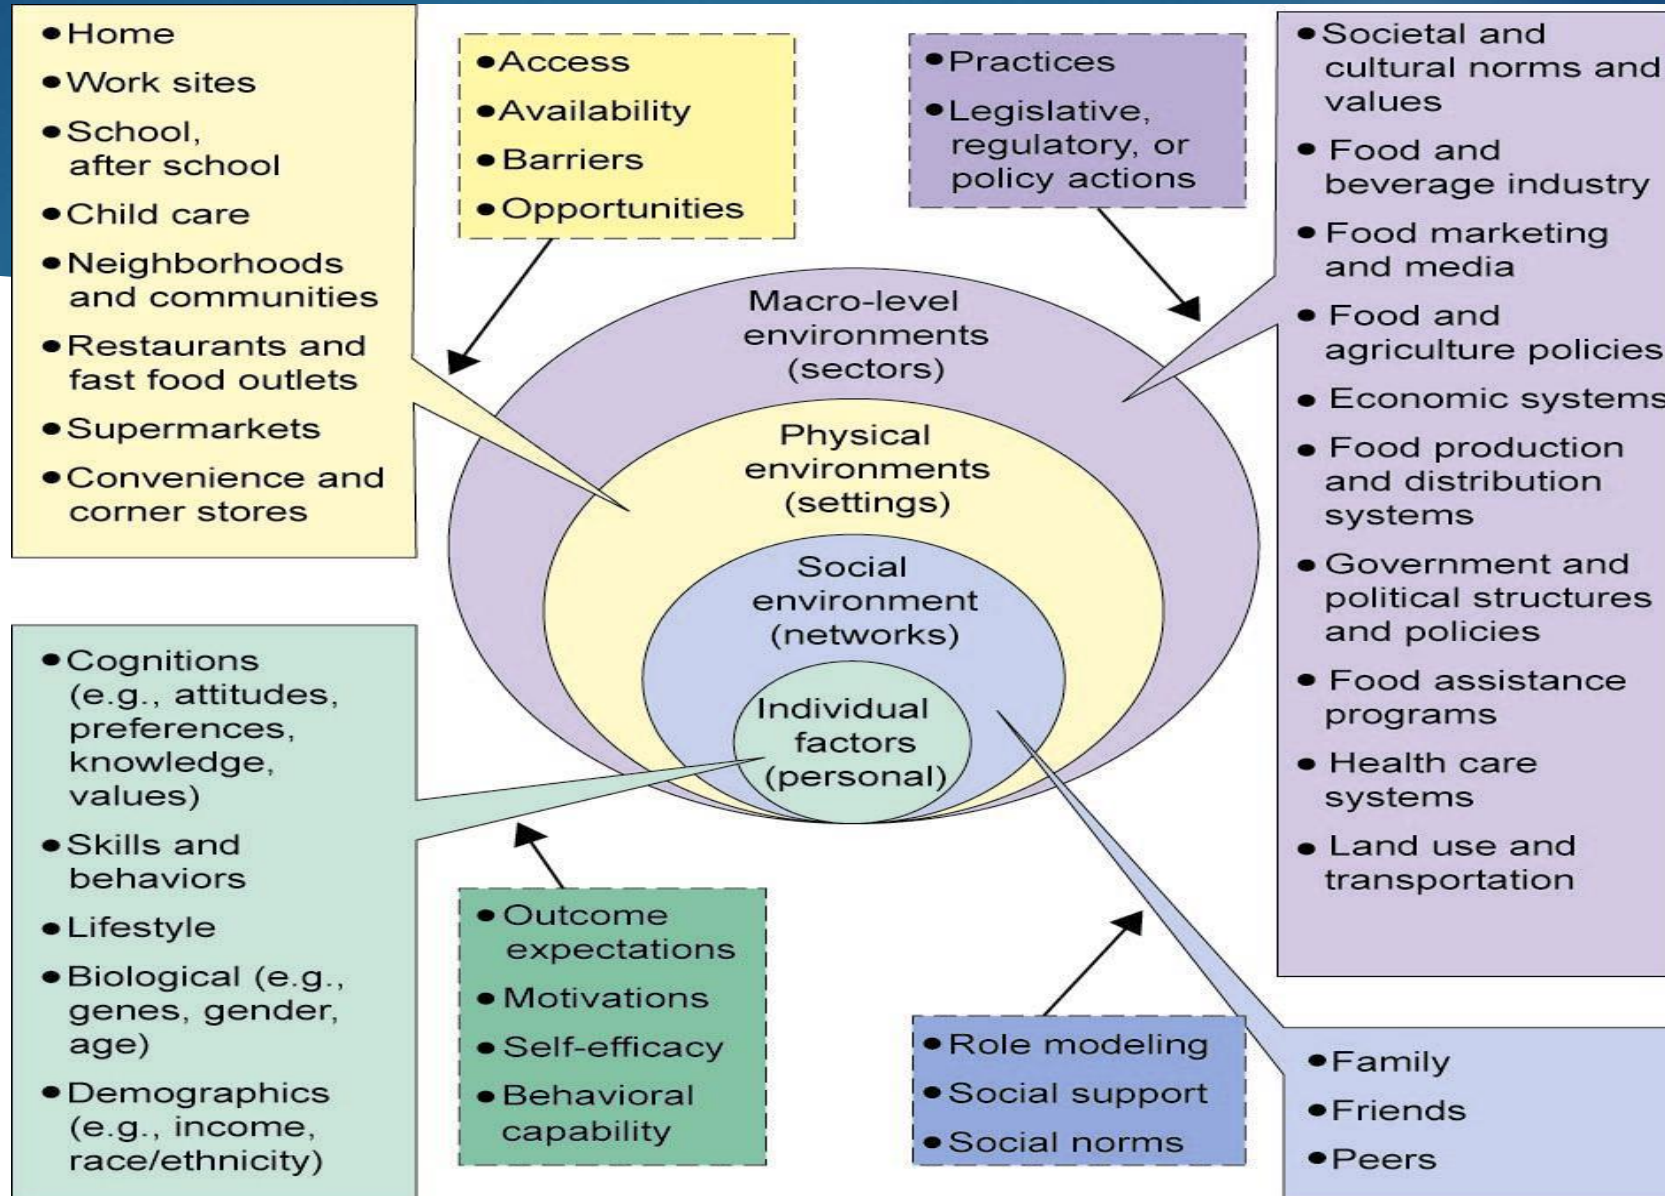 • Home
• Work sites
• School,
after school
• Child care
• Neighborhoods
and communities
• Restaurants and
fast food outlets
• Supermarkets
• Convenience and
corner stores
• Access
• Availability
• Barriers
• Opportunities
• Practices
• Legislative,
regulatory, or
policy actions
• Societal and
cultural norms and
values
• Food and
beverage industry
• Food marketing
and media
• Food and
agriculture policies
• Economic systems
• Food production
and distribution
systems
• Government and
political structures
and policies
• Food assistance
programs
• Health care
systems
• Land use and
transportation
Macro-level
environments
(sectors)
Physical
environments
(settings)
Social
environment
(networks)
Individual
factors
(personal)
• Cognitions
(e.g., attitudes,
preferences,
knowledge,
values)
• Skills and
behaviors
• Lifestyle
• Biological (e.g.,
genes, gender,
age)
• Demographics
(e.g., income,
race/ethnicity)
• Outcome
expectations
• Motivations
• Self-efficacy
• Behavioral
capability
• Role modeling
• Social support
• Social norms
• Family
• Friends
• Peers